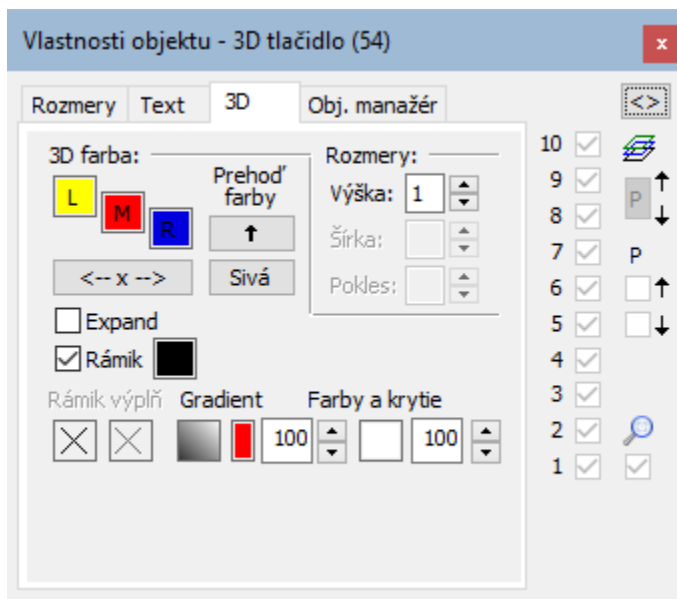 Vlastnosti objektu - 3D tlačidlo (54)
x
Rozmery Text 3D Obj. manažér
<>
3D farba:
Prehoď
farby
L
M
R
<-- x -->
Sivá
Rozmery:
Výška: 1
Šírka:
Pokles:
Expand
Rámik
Rámik výplň Gradient Farby a krytie
100 100
10
9
8
7
6
5
4
3
2
1
P
P